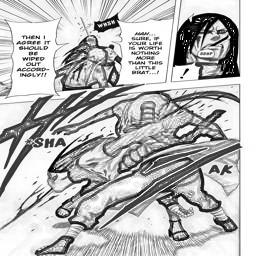 HAH...
SURE, IF
YOUR LIFE
IS WORTH
NOTHING
MORE
THAN THIS
LITTLE
BRAT...!
WHSH
THEN I
AGREE IT
SHOULD
BE
WIPED OUT
ACCORD-
INGLY!!
!
SHA
AK